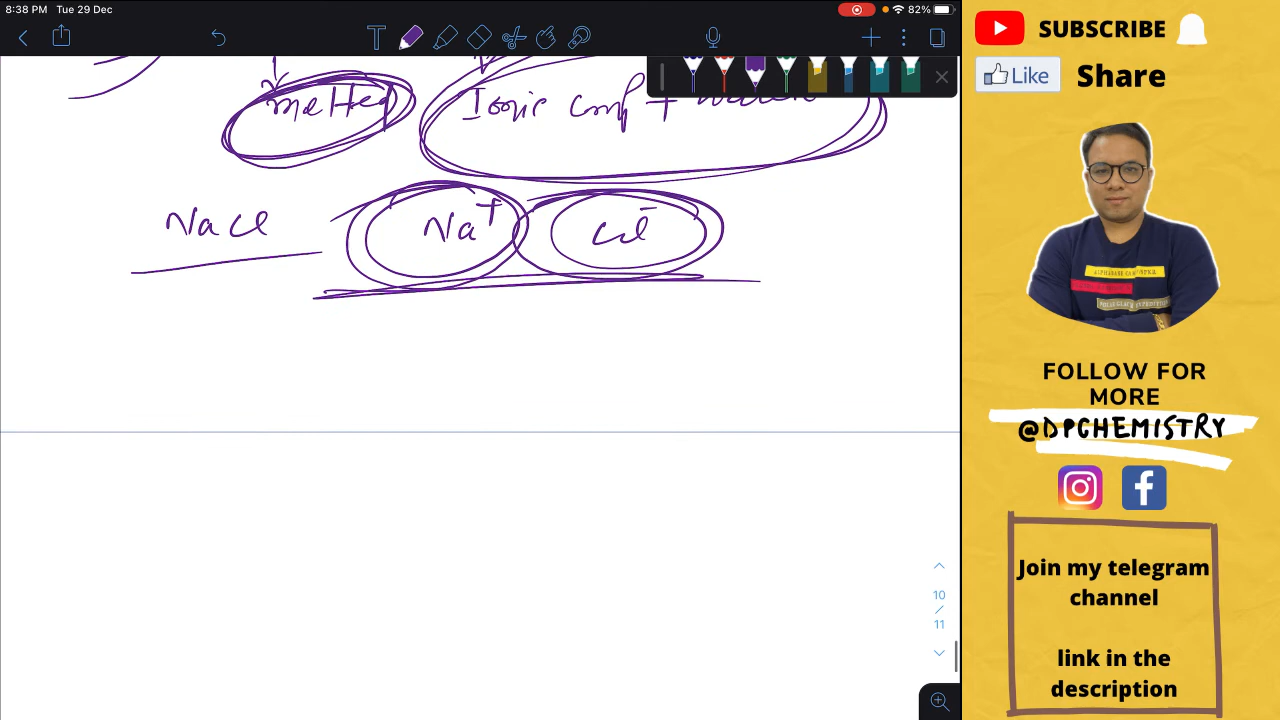 8:38 PM Tue 29 Dec
82%
melted
Ionic comp +
NaCl
Na+
Cl-
10
/
11
SUBSCRIBE
Like
Share
FOLLOW FOR
MORE
@DPCHEMISTRY
Join my telegram
channel
link in the
description